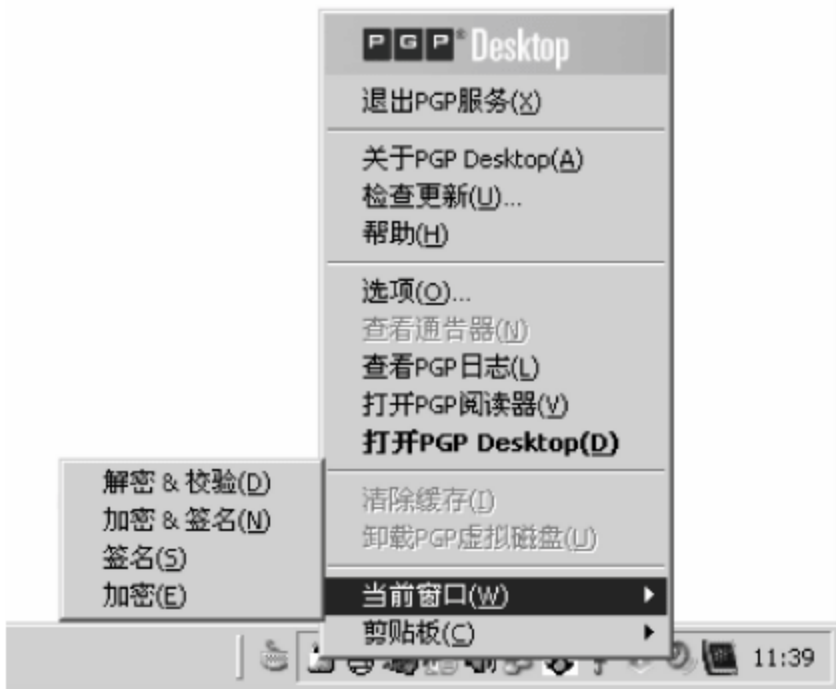 PGP® Desktop
退出PGP服务(X)
关于PGP Desktop(A)
检查更新(U)...
帮助(H)
选项(O)...
查看通告器(N)
查看PGP日志(L)
打开PGP阅读器(V)
打开PGP Desktop(D)
清除缓存(I)
卸载PGP虚拟磁盘(U)
当前窗口(W)
剪贴板(C)
解密 & 校验(D)
加密 & 签名(N)
签名(S)
加密(E)
11:39